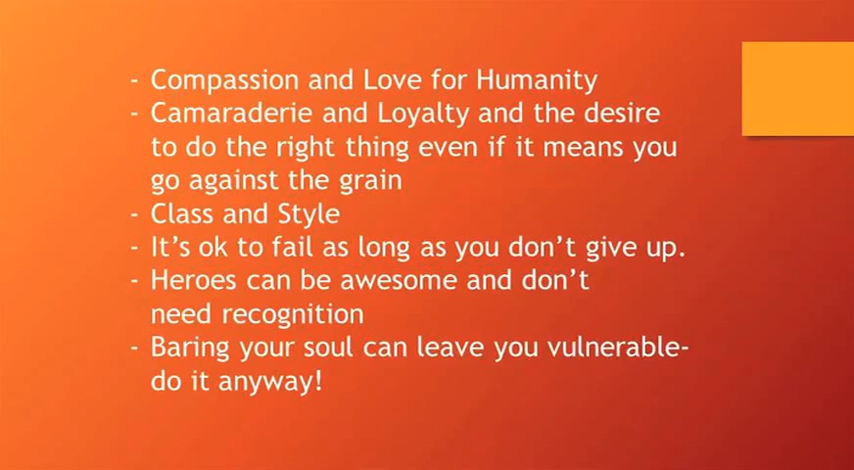 - Compassion and Love for Humanity
- Camaraderie and Loyalty and the desire
to do the right thing even if it means you
go against the grain
- Class and Style
- It's ok to fail as long as you don't give up.
- Heroes can be awesome and don't
need recognition
- Baring your soul can leave you vulnerable-
do it anyway!